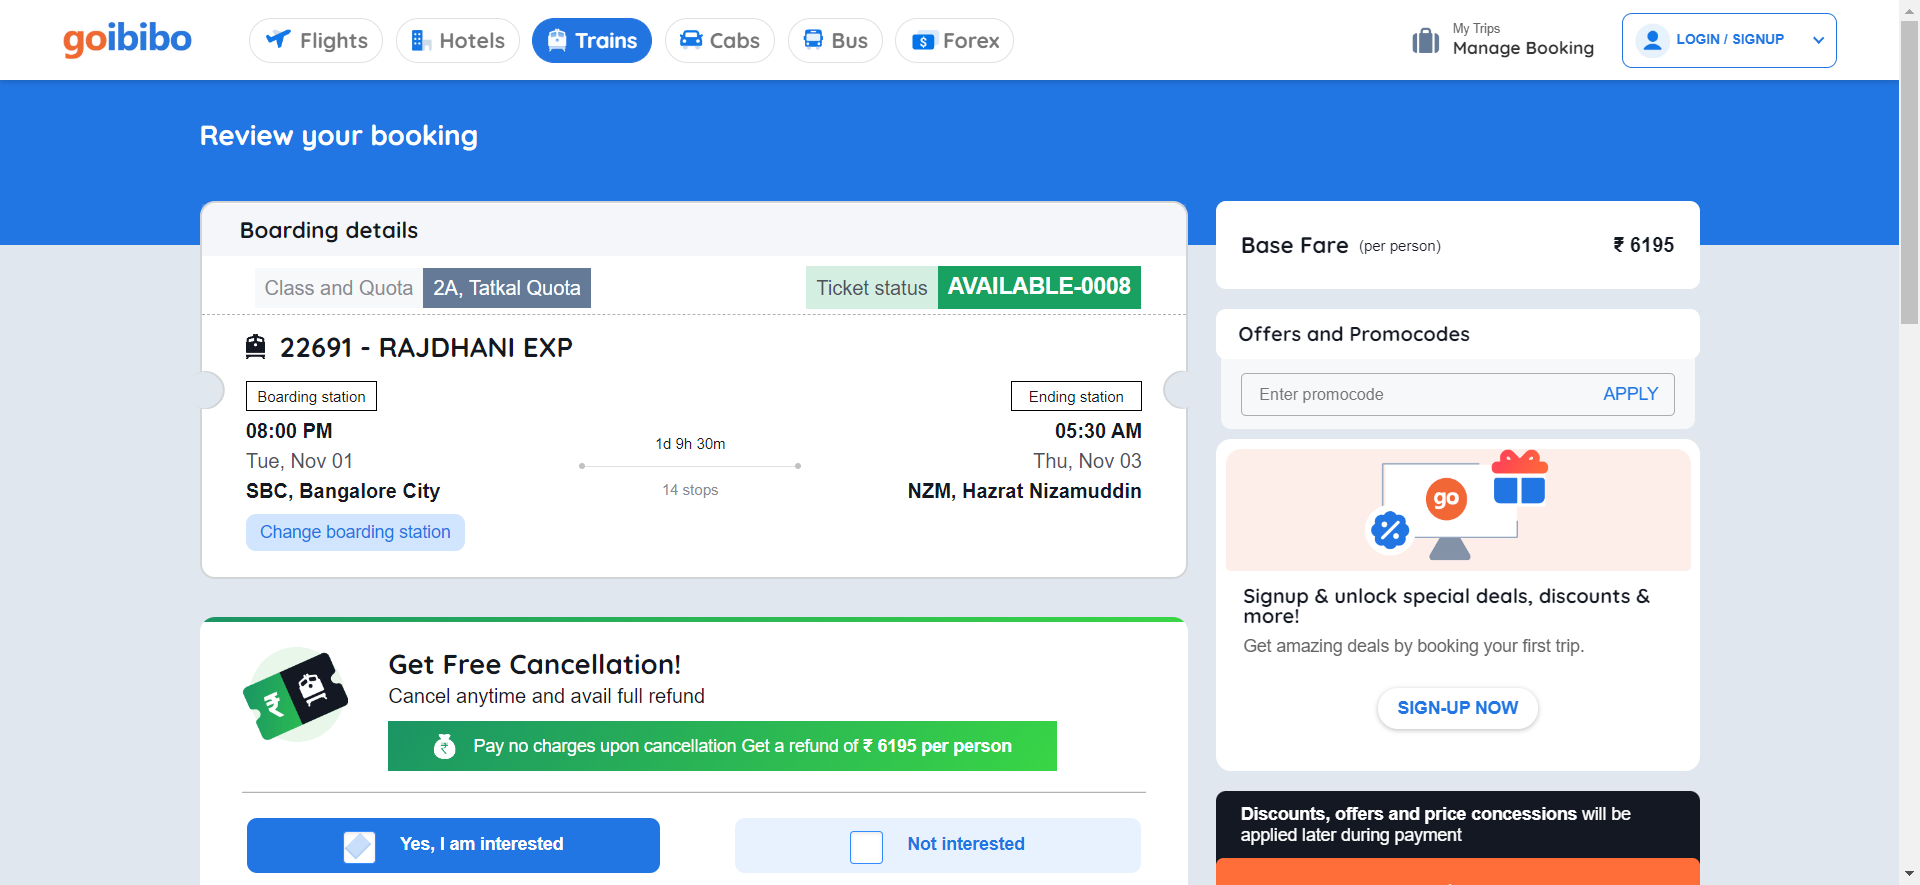 goibibo
Flights
Hotels
Trains
Cabs
Bus
$ Forex
My Trips
Manage Booking
LOGIN / SIGNUP
Review your booking
Boarding details
Class and Quota 2A, Tatkal Quota
Ticket status AVAILABLE-0008
22691 - RAJDHANI EXP
Boarding station
08:00 PM
Tue, Nov 01
SBC, Bangalore City
Change boarding station
1d 9h 30m
14 stops
Ending station
05:30 AM
Thu, Nov 03
NZM, Hazrat Nizamuddin
Get Free Cancellation!
Cancel anytime and avail full refund
₹
₹ Pay no charges upon cancellation Get a refund of ₹ 6195 per person
Yes, I am interested
Not interested
Base Fare (per person) ₹ 6195
Offers and Promocodes
Enter promocode APPLY
go
%
Signup & unlock special deals, discounts &
more!
Get amazing deals by booking your first trip.
SIGN-UP NOW
Discounts, offers and price concessions will be
applied later during payment